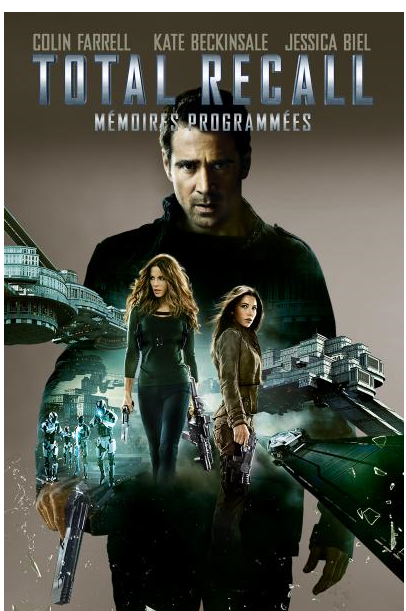 COLIN FARRELL KATE BECKINSALE JESSICA BIEL
TOTAL RECALL
MÉMOIRES PROGRAMMÉES